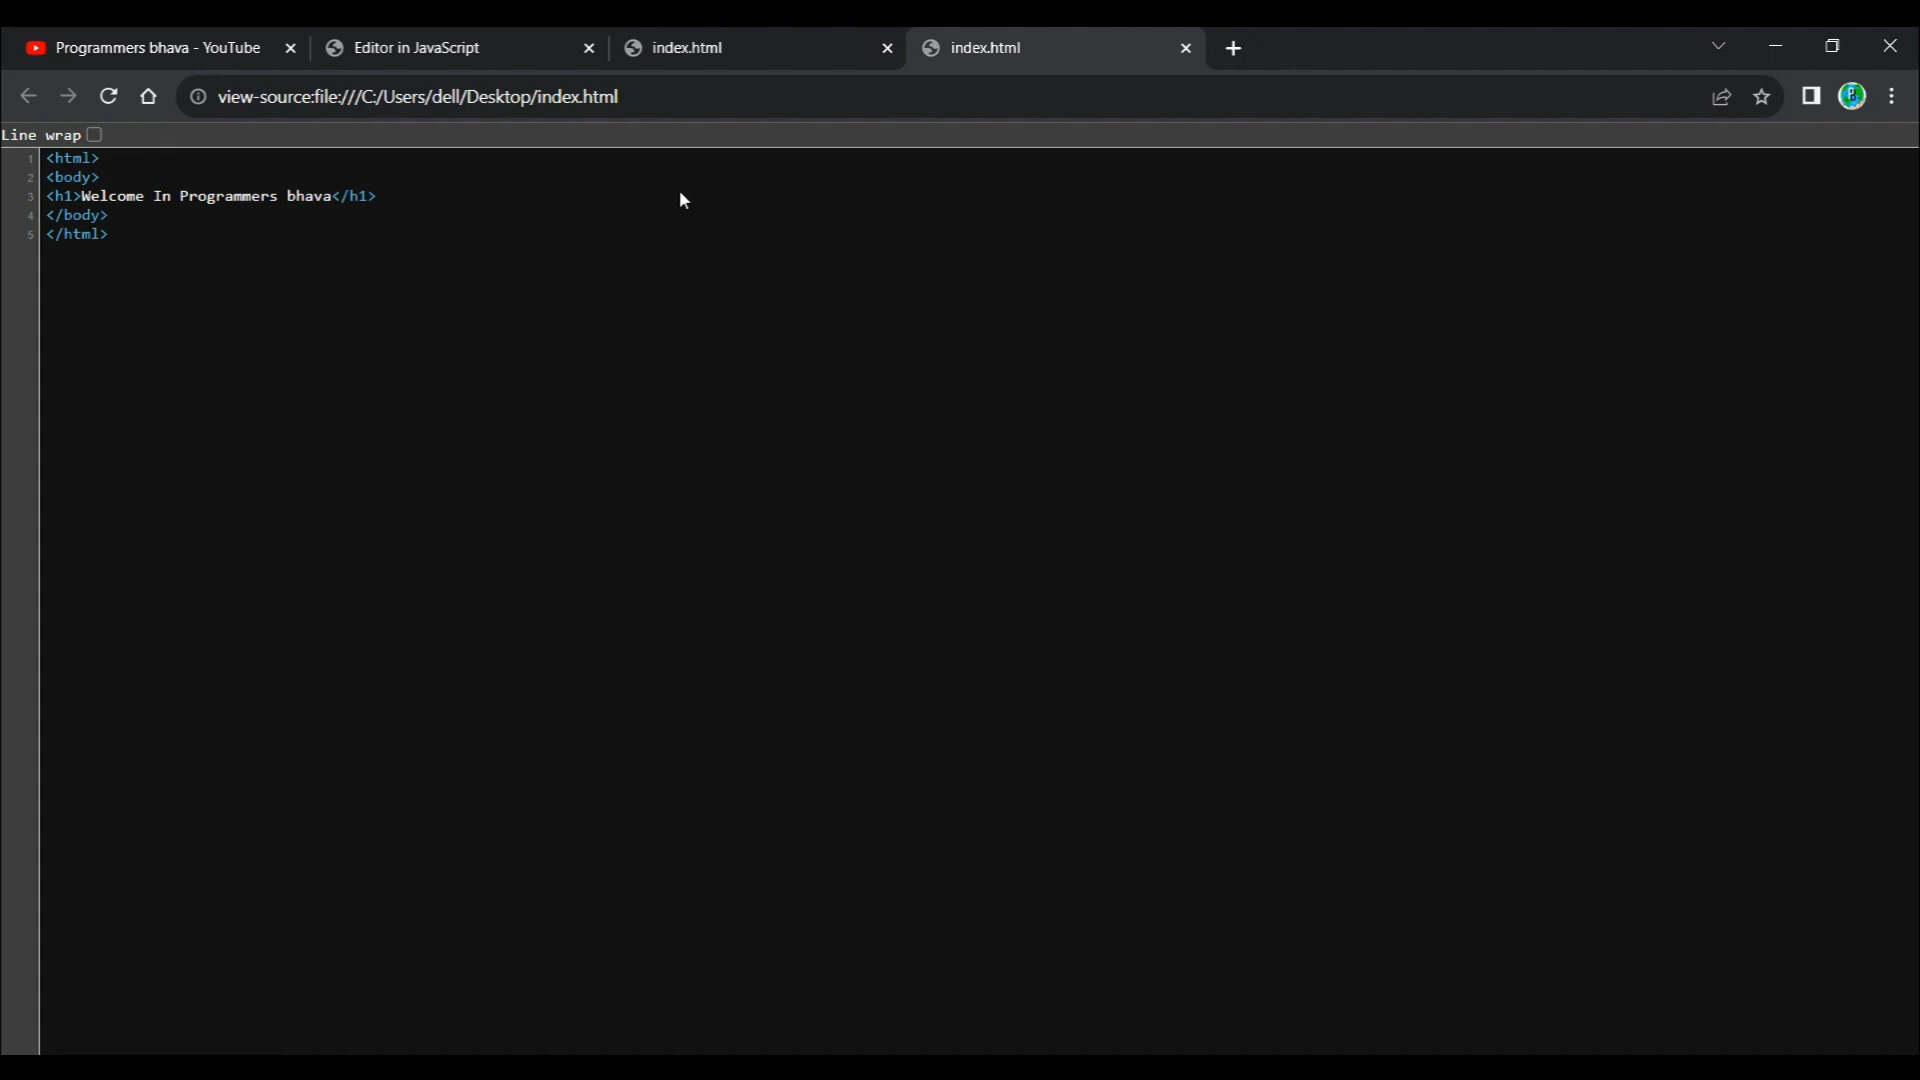 Programmers bhava - YouTube
Editor in JavaScript
index.html
index.html
view-source:file:///C:/Users/dell/Desktop/index.html
Line wrap
1 <html>
2 <body>
3 <h1>Welcome In Programmers bhava</h1>
4 </body>
5 </html>